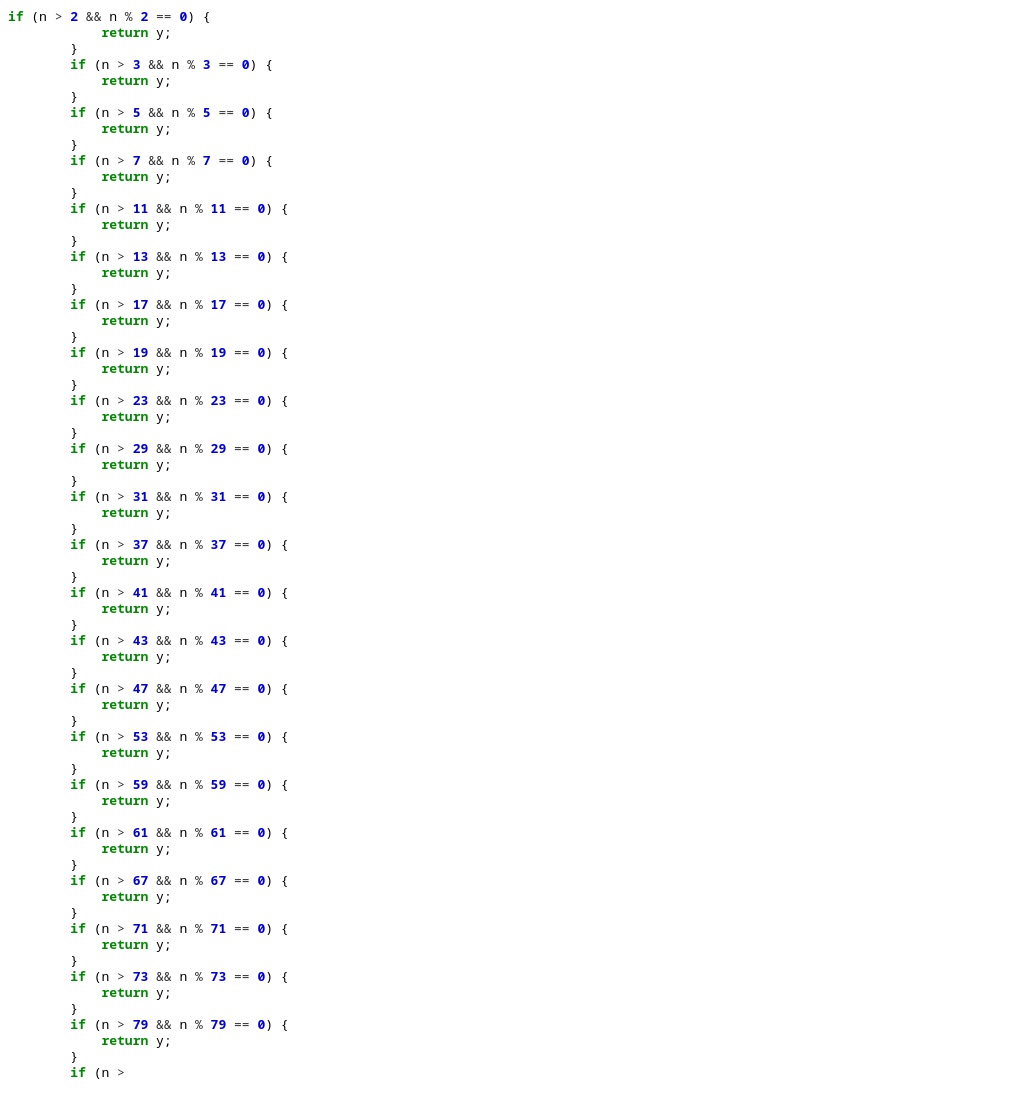 if (n > 2 && n % 2 == 0) {
            return y;
        }
        if (n > 3 && n % 3 == 0) {
            return y;
        }
        if (n > 5 && n % 5 == 0) {
            return y;
        }
        if (n > 7 && n % 7 == 0) {
            return y;
        }
        if (n > 11 && n % 11 == 0) {
            return y;
        }
        if (n > 13 && n % 13 == 0) {
            return y;
        }
        if (n > 17 && n % 17 == 0) {
            return y;
        }
        if (n > 19 && n % 19 == 0) {
            return y;
        }
        if (n > 23 && n % 23 == 0) {
            return y;
        }
        if (n > 29 && n % 29 == 0) {
            return y;
        }
        if (n > 31 && n % 31 == 0) {
            return y;
        }
        if (n > 37 && n % 37 == 0) {
            return y;
        }
        if (n > 41 && n % 41 == 0) {
            return y;
        }
        if (n > 43 && n % 43 == 0) {
            return y;
        }
        if (n > 47 && n % 47 == 0) {
            return y;
        }
        if (n > 53 && n % 53 == 0) {
            return y;
        }
        if (n > 59 && n % 59 == 0) {
            return y;
        }
        if (n > 61 && n % 61 == 0) {
            return y;
        }
        if (n > 67 && n % 67 == 0) {
            return y;
        }
        if (n > 71 && n % 71 == 0) {
            return y;
        }
        if (n > 73 && n % 73 == 0) {
            return y;
        }
        if (n > 79 && n % 79 == 0) {
            return y;
        }
        if (n >